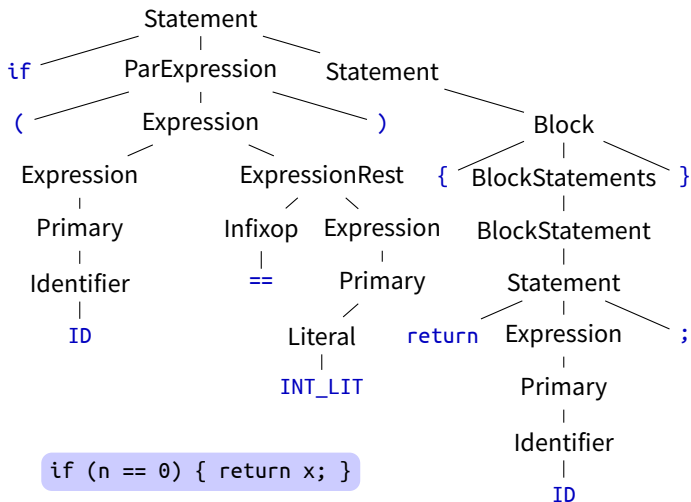 Statement
if ParExpression Statement
( Expression ) Block
Expression ExpressionRest { BlockStatements }
Primary Infixop Expression BlockStatement
Identifier == Primary Statement
ID Literal return Expression ;
INT_LIT Primary
Identifier
if (n == 0) { return x; }
ID